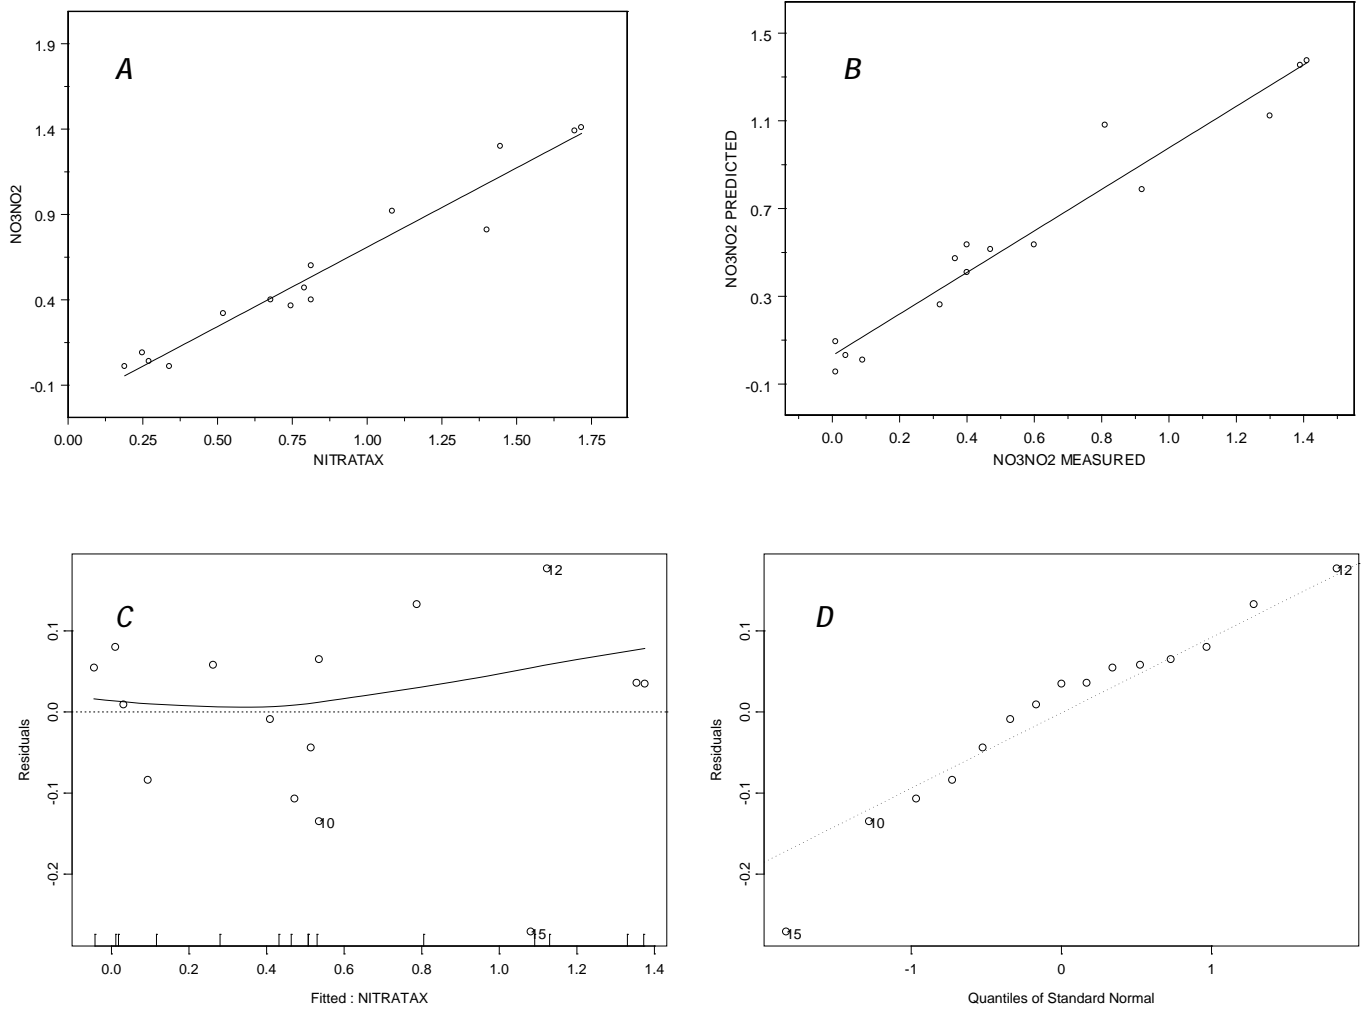 A
NO3NO2
1.9
1.4
0.9
0.4
-0.1
0.00 0.25 0.50 0.75 1.00 1.25 1.50 1.75
NITRATAX
B
NO3NO2 PREDICTED
1.5
1.1
0.7
0.3
-0.1
0.0 0.2 0.4 0.6 0.8 1.0 1.2 1.4
NO3NO2 MEASURED
C
Residuals
0.1
0.0
-0.1
-0.2
12
10
15
0.0 0.2 0.4 0.6 0.8 1.0 1.2 1.4
Fitted : NITRATAX
D
Residuals
0.1
0.0
-0.1
-0.2
12
10
15
-1 0 1
Quantiles of Standard Normal